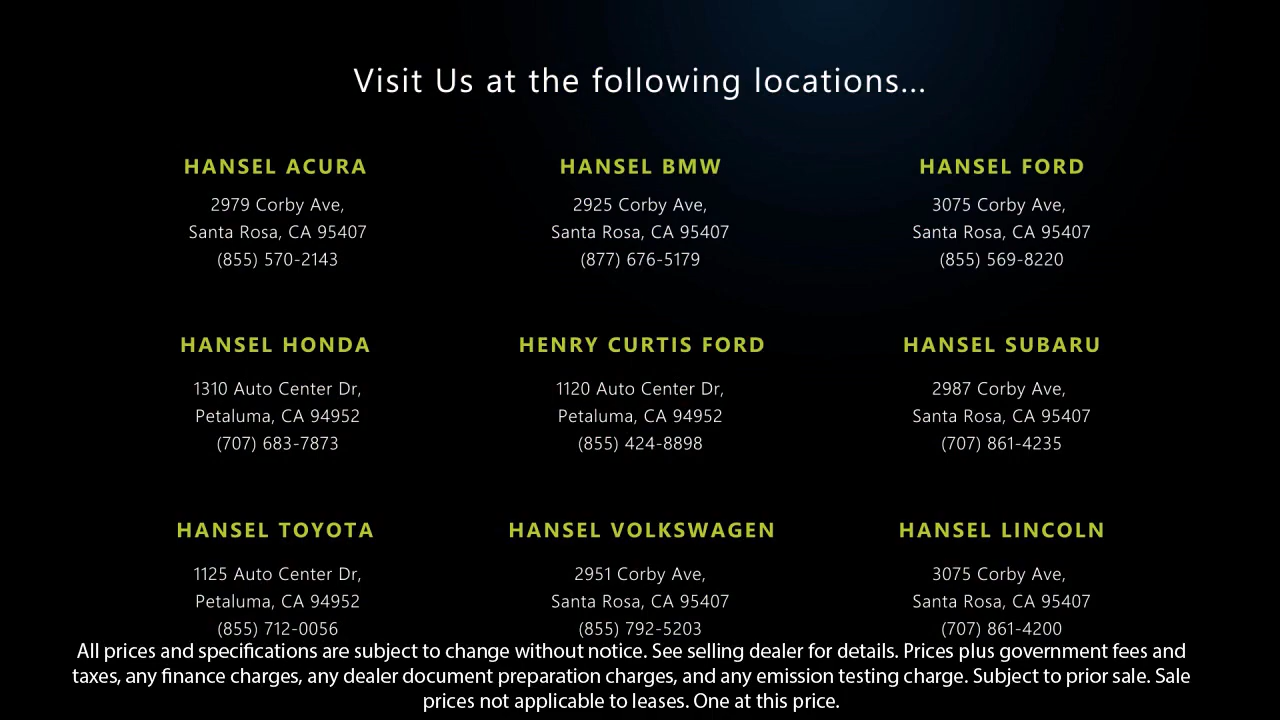 Visit Us at the following locations...
HANSEL ACURA
2979 Corby Ave,
Santa Rosa, CA 95407
(855) 570-2143
HANSEL BMW
2925 Corby Ave,
Santa Rosa, CA 95407
(877) 676-5179
HANSEL FORD
3075 Corby Ave,
Santa Rosa, CA 95407
(855) 569-8220
HANSEL HONDA
1310 Auto Center Dr,
Petaluma, CA 94952
(707) 683-7873
HENRY CURTIS FORD
1120 Auto Center Dr,
Petaluma, CA 94952
(855) 424-8898
HANSEL SUBARU
2987 Corby Ave,
Santa Rosa, CA 95407
(707) 861-4235
HANSEL TOYOTA
1125 Auto Center Dr,
Petaluma, CA 94952
(855) 712-0056
HANSEL VOLKSWAGEN
2951 Corby Ave,
Santa Rosa, CA 95407
(855) 792-5203
HANSEL LINCOLN
3075 Corby Ave,
Santa Rosa, CA 95407
(707) 861-4200
All prices and specifications are subject to change without notice. See selling dealer for details. Prices plus government fees and
taxes, any finance charges, any dealer document preparation charges, and any emission testing charge. Subject to prior sale. Sale
prices not applicable to leases. One at this price.